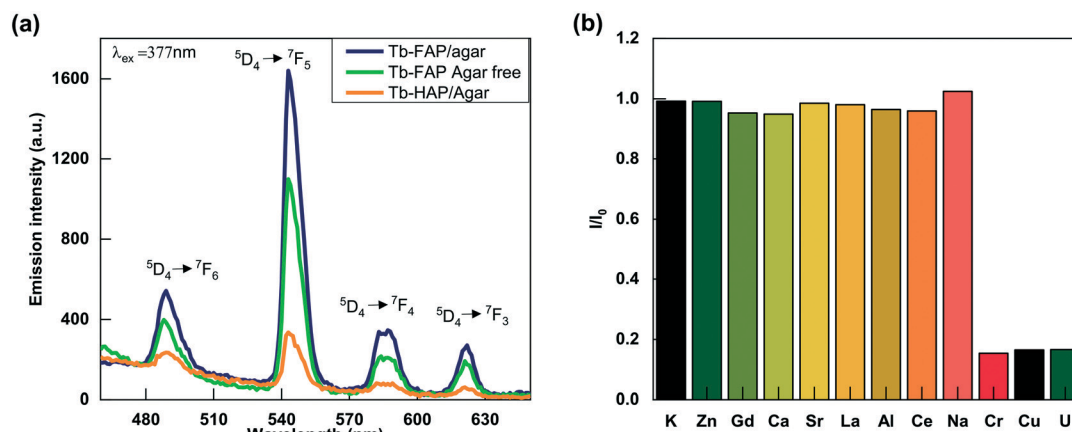 (a)
λex =377nm
⁵D₄→⁷F₅
Tb-FAP/agar
Tb-FAP Agar free
Tb-HAP/Agar
⁵D₄→⁷F₆
⁵D₄→⁷F₄
⁵D₄→⁷F₃
Emission intensity (a.u.)
1600
1200
800
400
0
480 510 540 570 600 630
Wavelength (nm)
(b)
I/I₀
1.2
1.0
0.8
0.6
0.4
0.2
0.0
K Zn Gd Ca Sr La Al Ce Na Cr Cu U